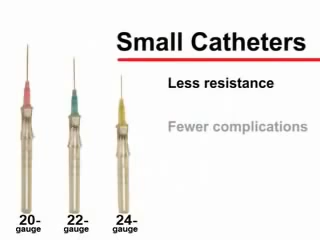 Small Catheters
Less resistance
Fewer complications
20- 22- 24-
gauge gauge gauge